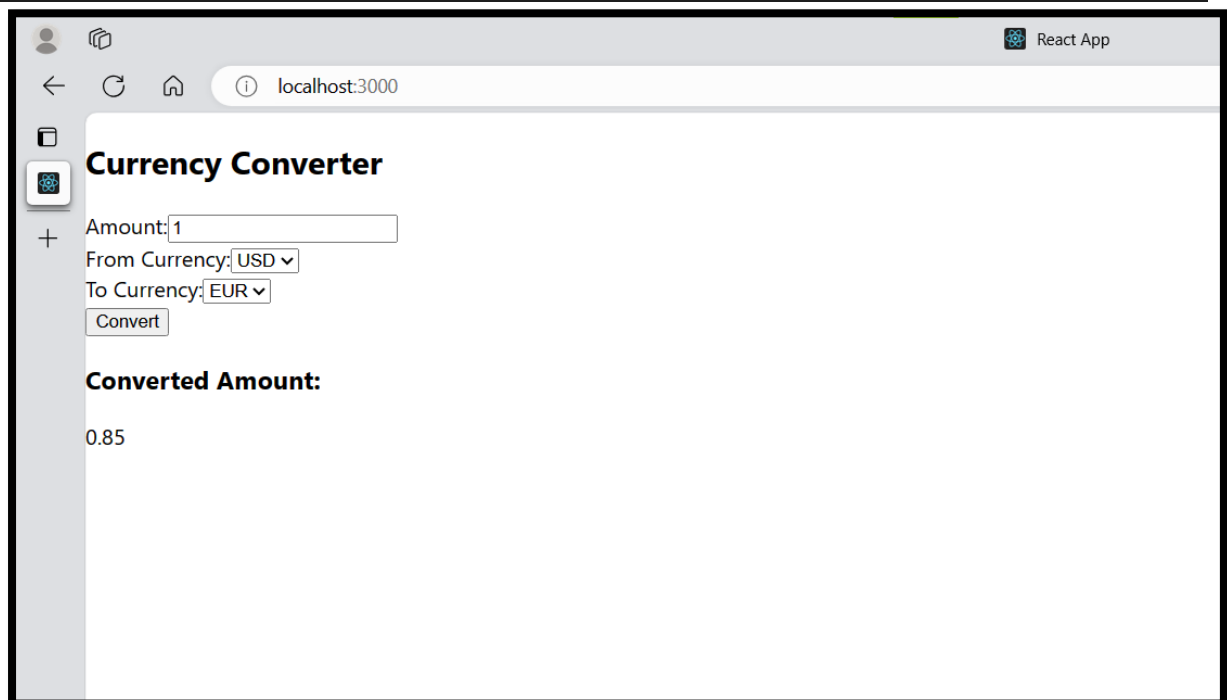 React App
localhost:3000
Currency Converter
Amount:1
From Currency:USD
To Currency:EUR
Convert
Converted Amount:
0.85